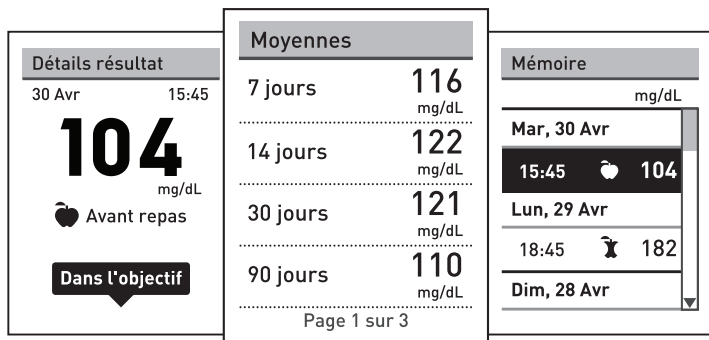 Détails résultat
30 Avr 15:45
104
mg/dL
Avant repas
Dans l'objectif
Moyennes
7 jours 116
mg/dL
14 jours 122
mg/dL
30 jours 121
mg/dL
90 jours 110
mg/dL
Page 1 sur 3
Mémoire
mg/dL
Mar, 30 Avr
15:45 104
Lun, 29 Avr
18:45 182
Dim, 28 Avr